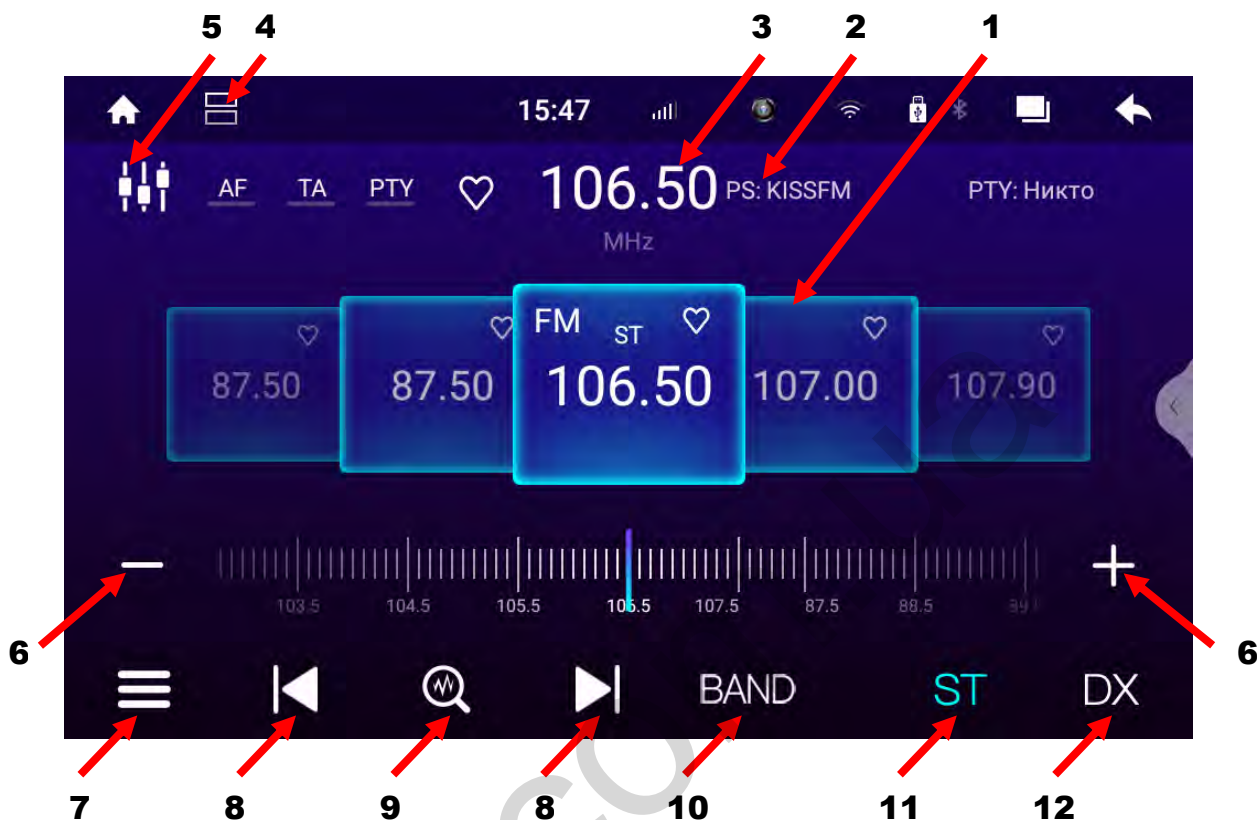 5 4 3 2 1
15:47
AF TA PTY 106.50 PS: KISSFM PTY: Никто
MHz
FM ST
87.50 87.50 106.50 107.00 107.90
103.5 104.5 105.5 106.5 107.5 87.5 88.5
6 6
BAND ST DX
7 8 9 8 10 11 12